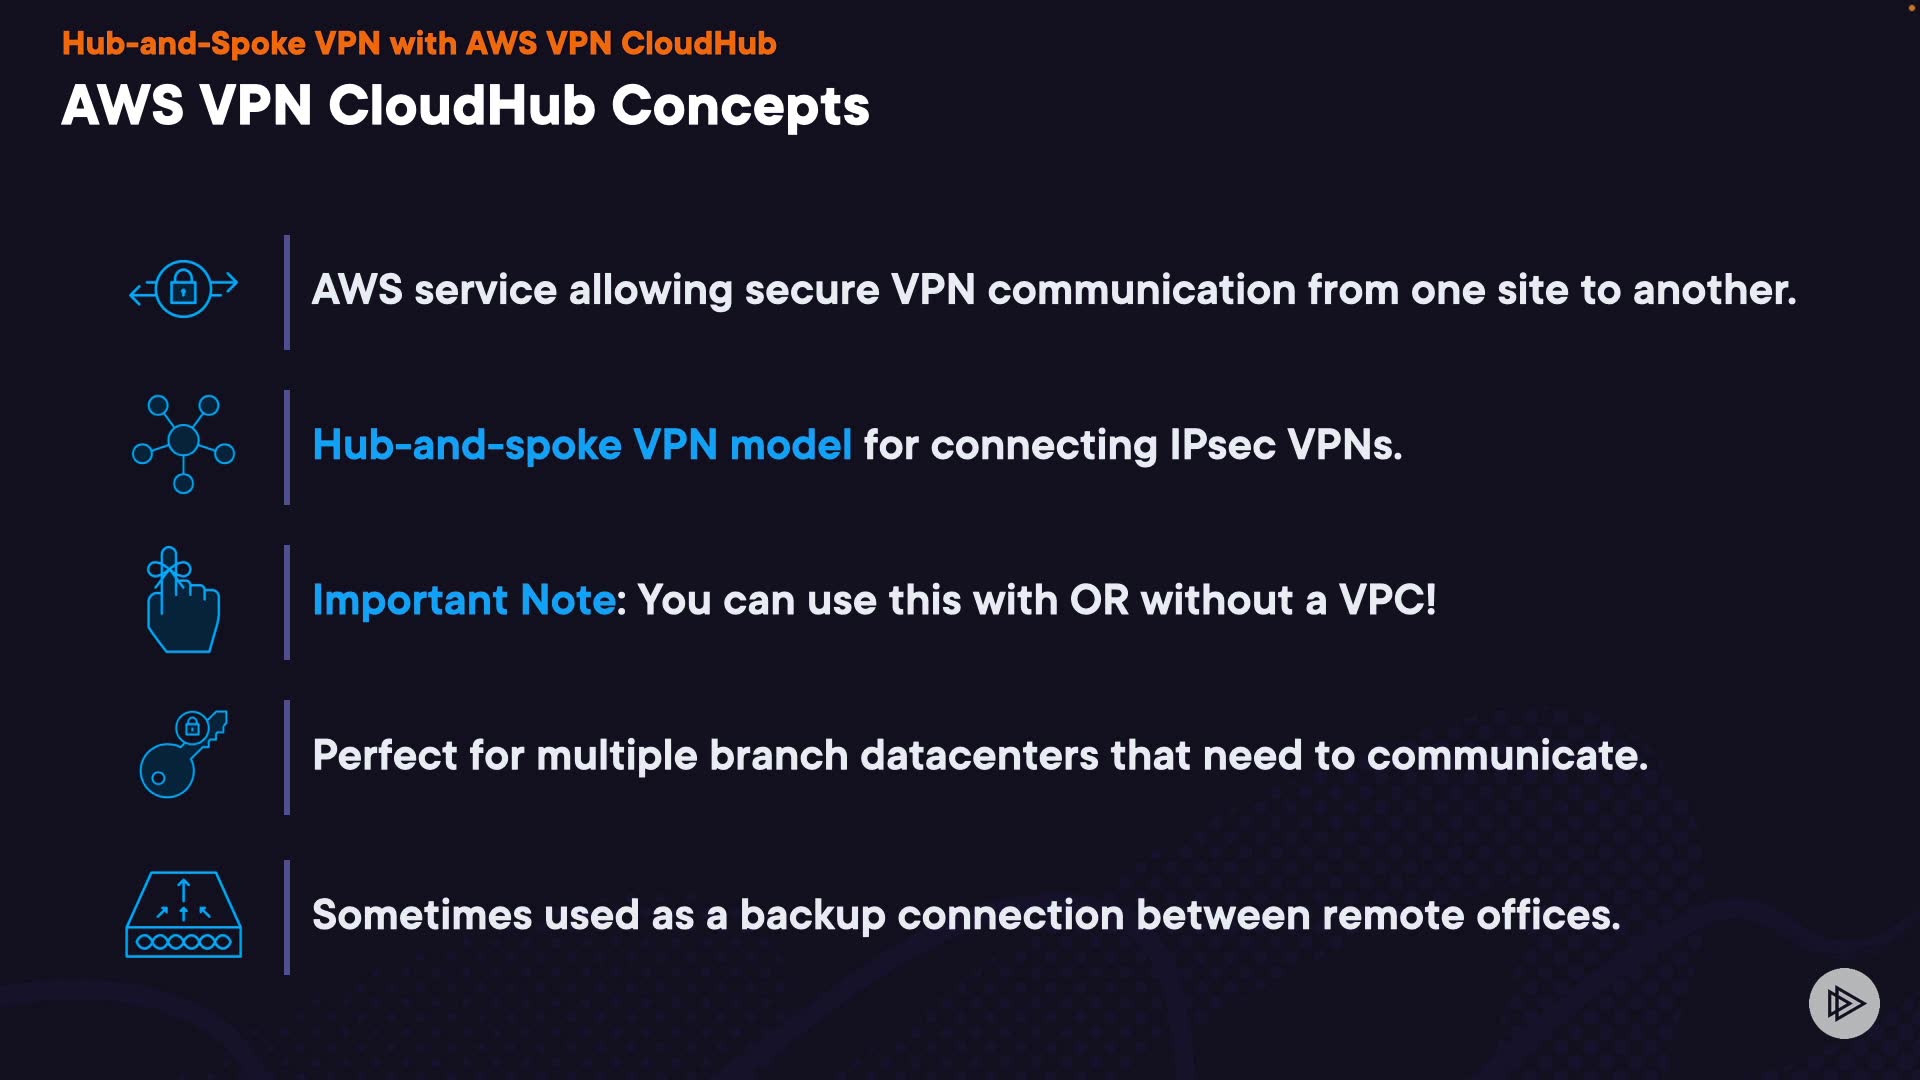 Hub-and-Spoke VPN with AWS VPN CloudHub
AWS VPN CloudHub Concepts
AWS service allowing secure VPN communication from one site to another.
Hub-and-spoke VPN model for connecting IPsec VPNs.
Important Note: You can use this with OR without a VPC!
Perfect for multiple branch datacenters that need to communicate.
Sometimes used as a backup connection between remote offices.